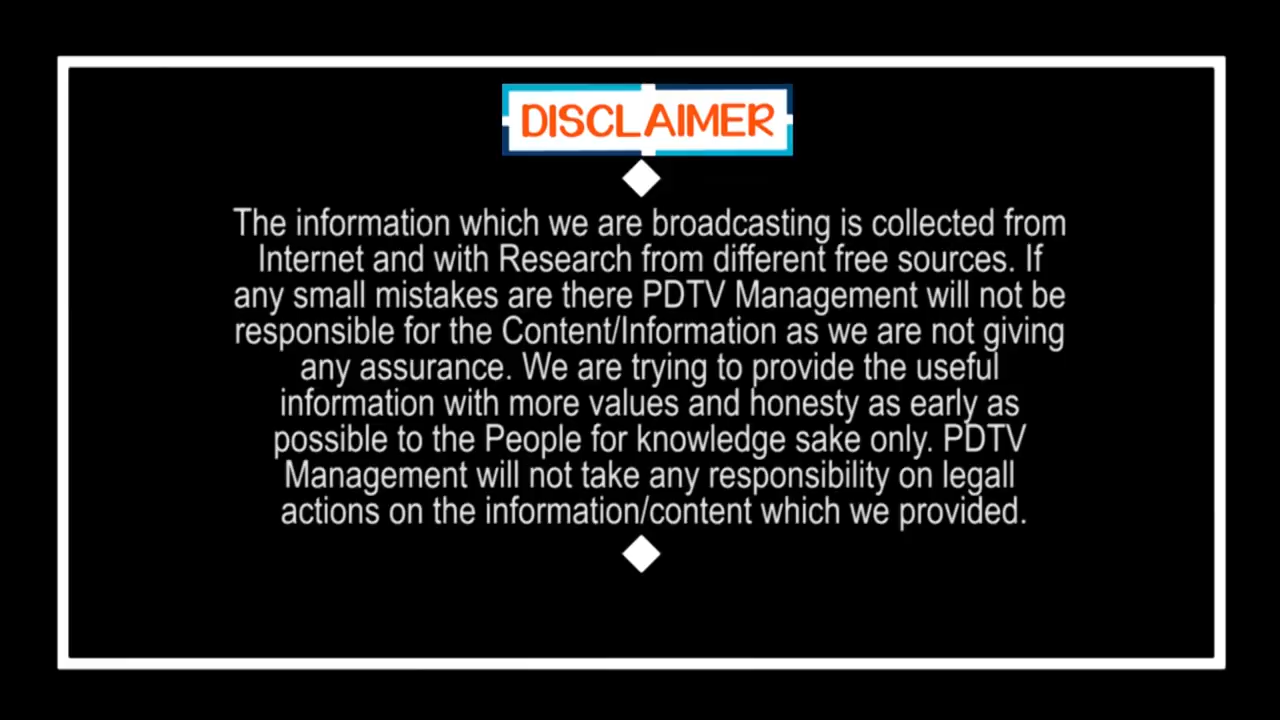 DISCLAIMER
The information which we are broadcasting is collected from
Internet and with Research from different free sources. If
any small mistakes are there PDTV Management will not be
responsible for the Content/Information as we are not giving
any assurance. We are trying to provide the useful
information with more values and honesty as early as
possible to the People for knowledge sake only. PDTV
Management will not take any responsibility on legall
actions on the information/content which we provided.